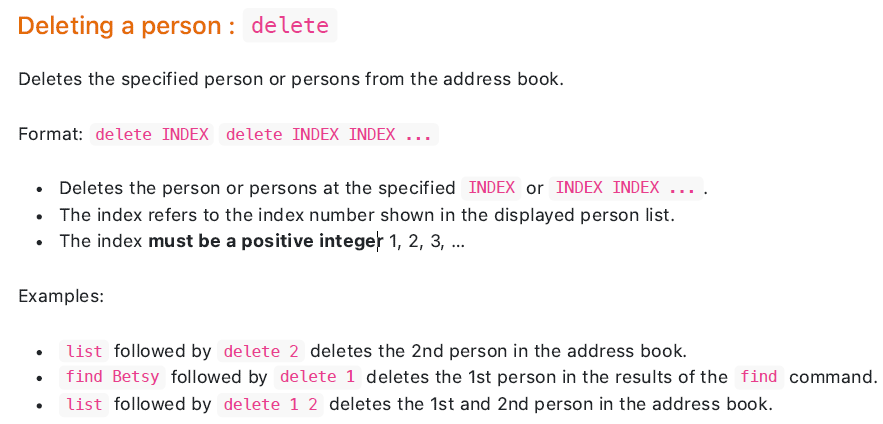 Deleting a person : delete
Deletes the specified person or persons from the address book.
Format: delete INDEX delete INDEX INDEX ...
• Deletes the person or persons at the specified INDEX or INDEX INDEX ... .
• The index refers to the index number shown in the displayed person list.
• The index must be a positive integer 1, 2, 3, …
Examples:
• list followed by delete 2 deletes the 2nd person in the address book.
• find Betsy followed by delete 1 deletes the 1st person in the results of the find command.
• list followed by delete 1 2 deletes the 1st and 2nd person in the address book.